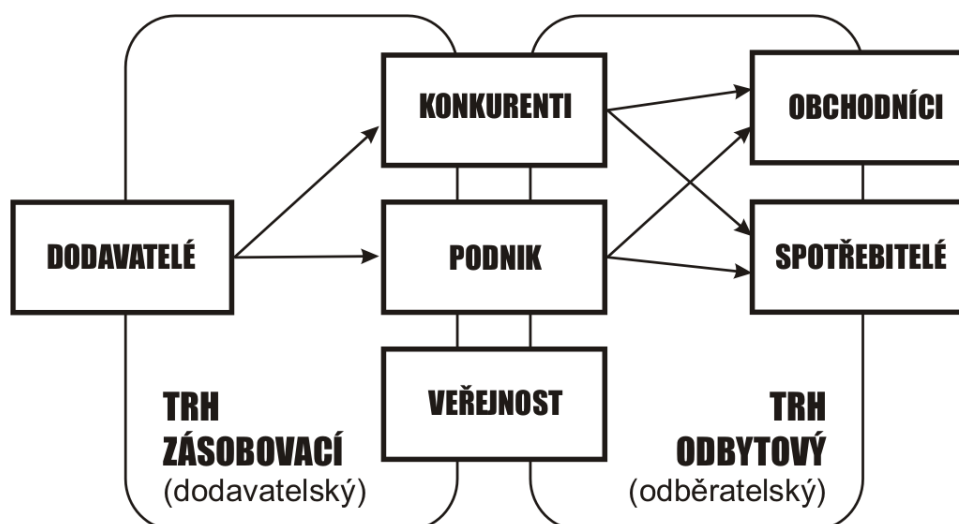 KONKURENTI
OBCHODNÍCI
DODAVATELÉ
PODNIK
SPOTŘEBITELÉ
VEŘEJNOST
TRH
ZÁSOBOVACÍ
(dodavatelský)
TRH
ODBYTOVÝ
(odběratelský)